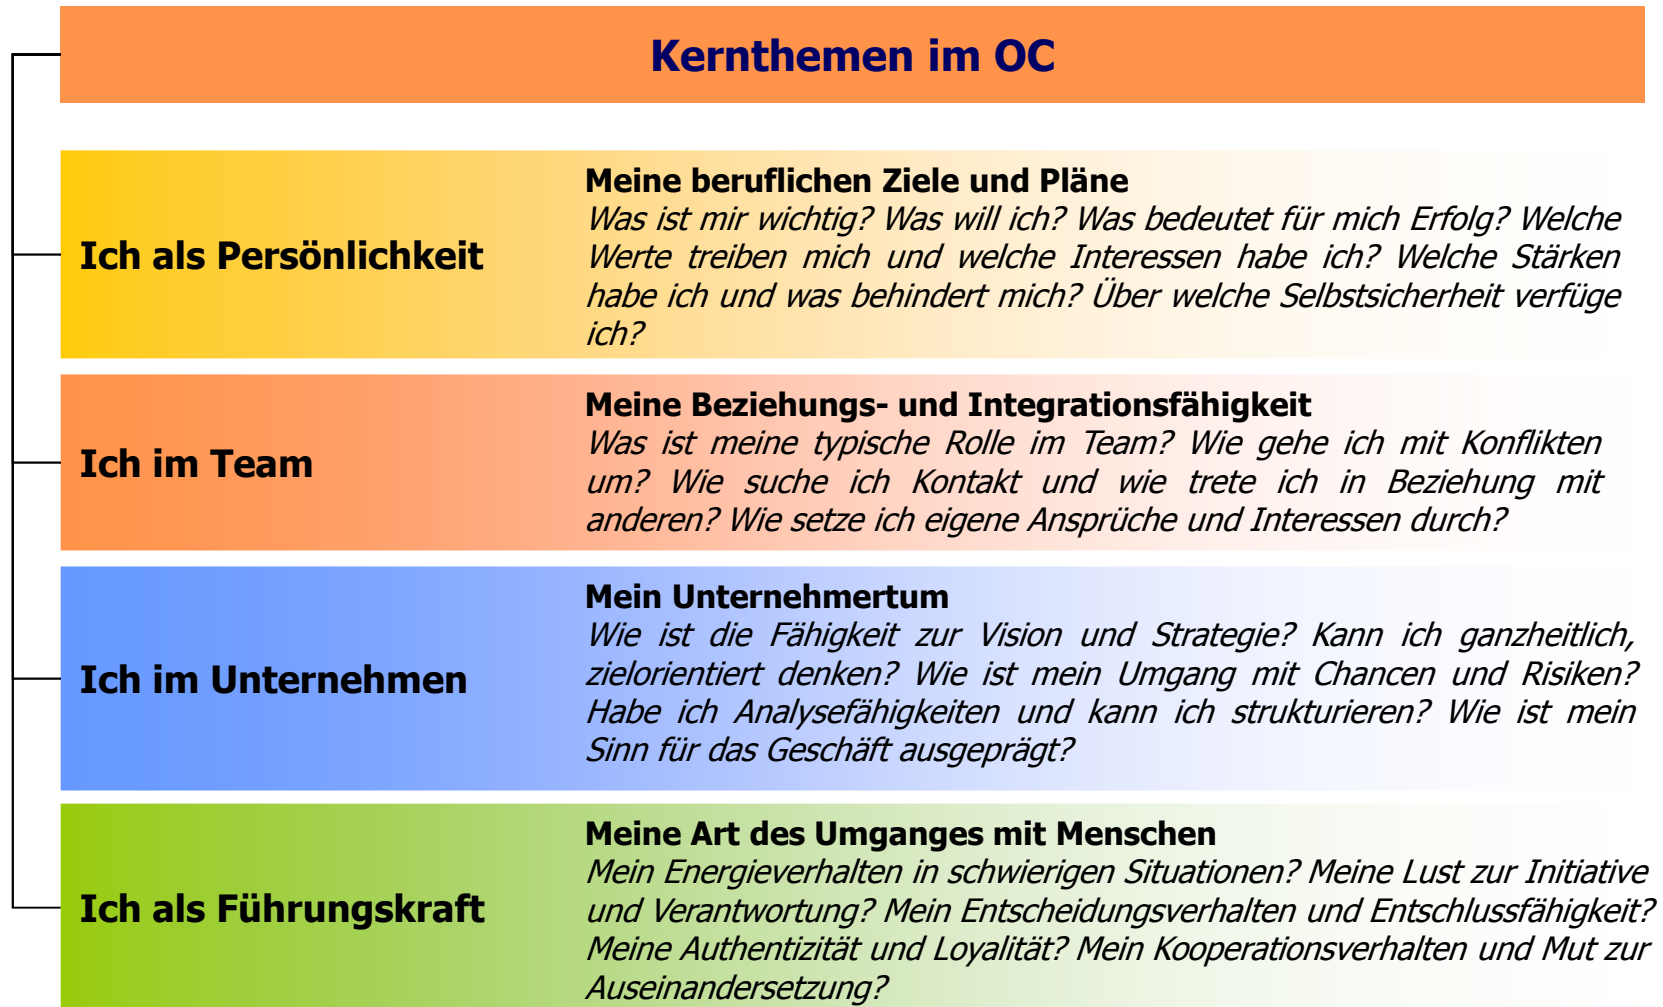 Kernthemen im OC
Ich als Persönlichkeit
Meine beruflichen Ziele und Pläne
Was ist mir wichtig? Was will ich? Was bedeutet für mich Erfolg? Welche
Werte treiben mich und welche Interessen habe ich? Welche Stärken
habe ich und was behindert mich? Über welche Selbstsicherheit verfüge
ich?
Ich im Team
Meine Beziehungs- und Integrationsfähigkeit
Was ist meine typische Rolle im Team? Wie gehe ich mit Konflikten
um? Wie suche ich Kontakt und wie trete ich in Beziehung mit
anderen? Wie setze ich eigene Ansprüche und Interessen durch?
Ich im Unternehmen
Mein Unternehmertum
Wie ist die Fähigkeit zur Vision und Strategie? Kann ich ganzheitlich,
zielorientiert denken? Wie ist mein Umgang mit Chancen und Risiken?
Habe ich Analysefähigkeiten und kann ich strukturieren? Wie ist mein
Sinn für das Geschäft ausgeprägt?
Ich als Führungskraft
Meine Art des Umganges mit Menschen
Mein Energieverhalten in schwierigen Situationen? Meine Lust zur Initiative
und Verantwortung? Mein Entscheidungsverhalten und Entschlussfähigkeit?
Meine Authentizität und Loyalität? Mein Kooperationsverhalten und Mut zur
Auseinandersetzung?